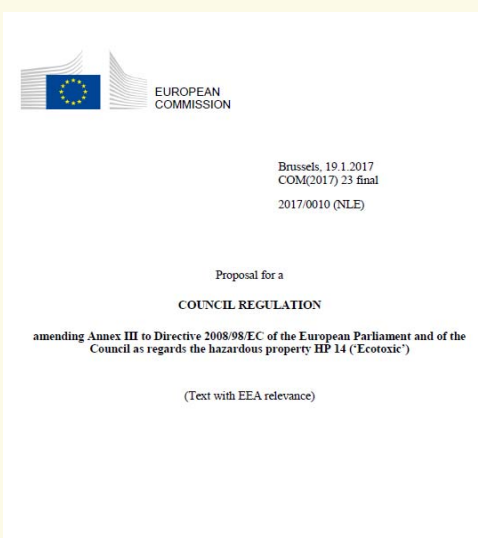 EUROPEAN
COMMISSION
Brussels, 19.1.2017
COM(2017) 23 final
2017/0010 (NLE)
Proposal for a
COUNCIL REGULATION
amending Annex III to Directive 2008/98/EC of the European Parliament and of the
Council as regards the hazardous property HP 14 (‘Ecotoxic’)
(Text with EEA relevance)